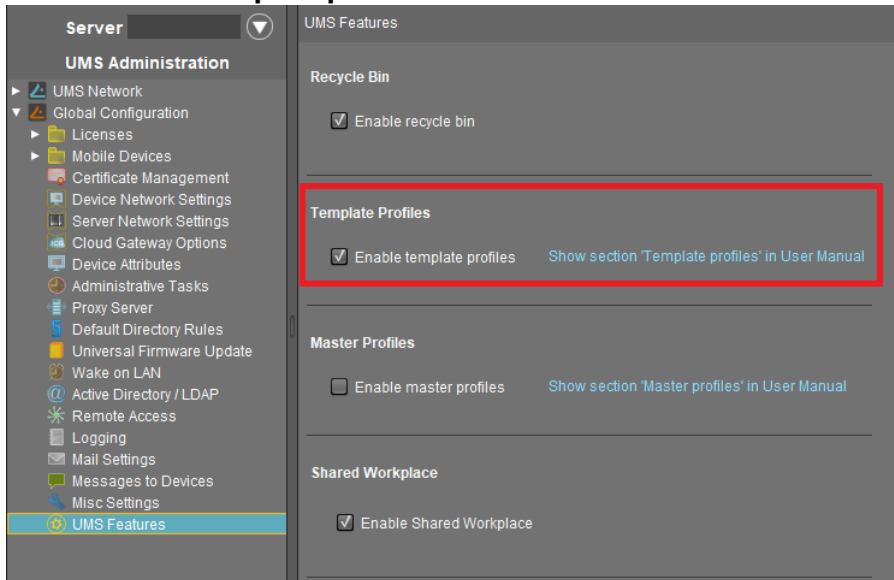 Server
UMS Administration
UMS Network
Global Configuration
Licenses
Mobile Devices
Certificate Management
Device Network Settings
Server Network Settings
Cloud Gateway Options
Device Attributes
Administrative Tasks
Proxy Server
Default Directory Rules
Universal Firmware Update
Wake on LAN
Active Directory / LDAP
Remote Access
Logging
Mail Settings
Messages to Devices
Misc Settings
UMS Features
UMS Features
Recycle Bin
Enable recycle bin
Template Profiles
Enable template profiles Show section 'Template profiles' in User Manual
Master Profiles
Enable master profiles Show section 'Master profiles' in User Manual
Shared Workplace
Enable Shared Workplace